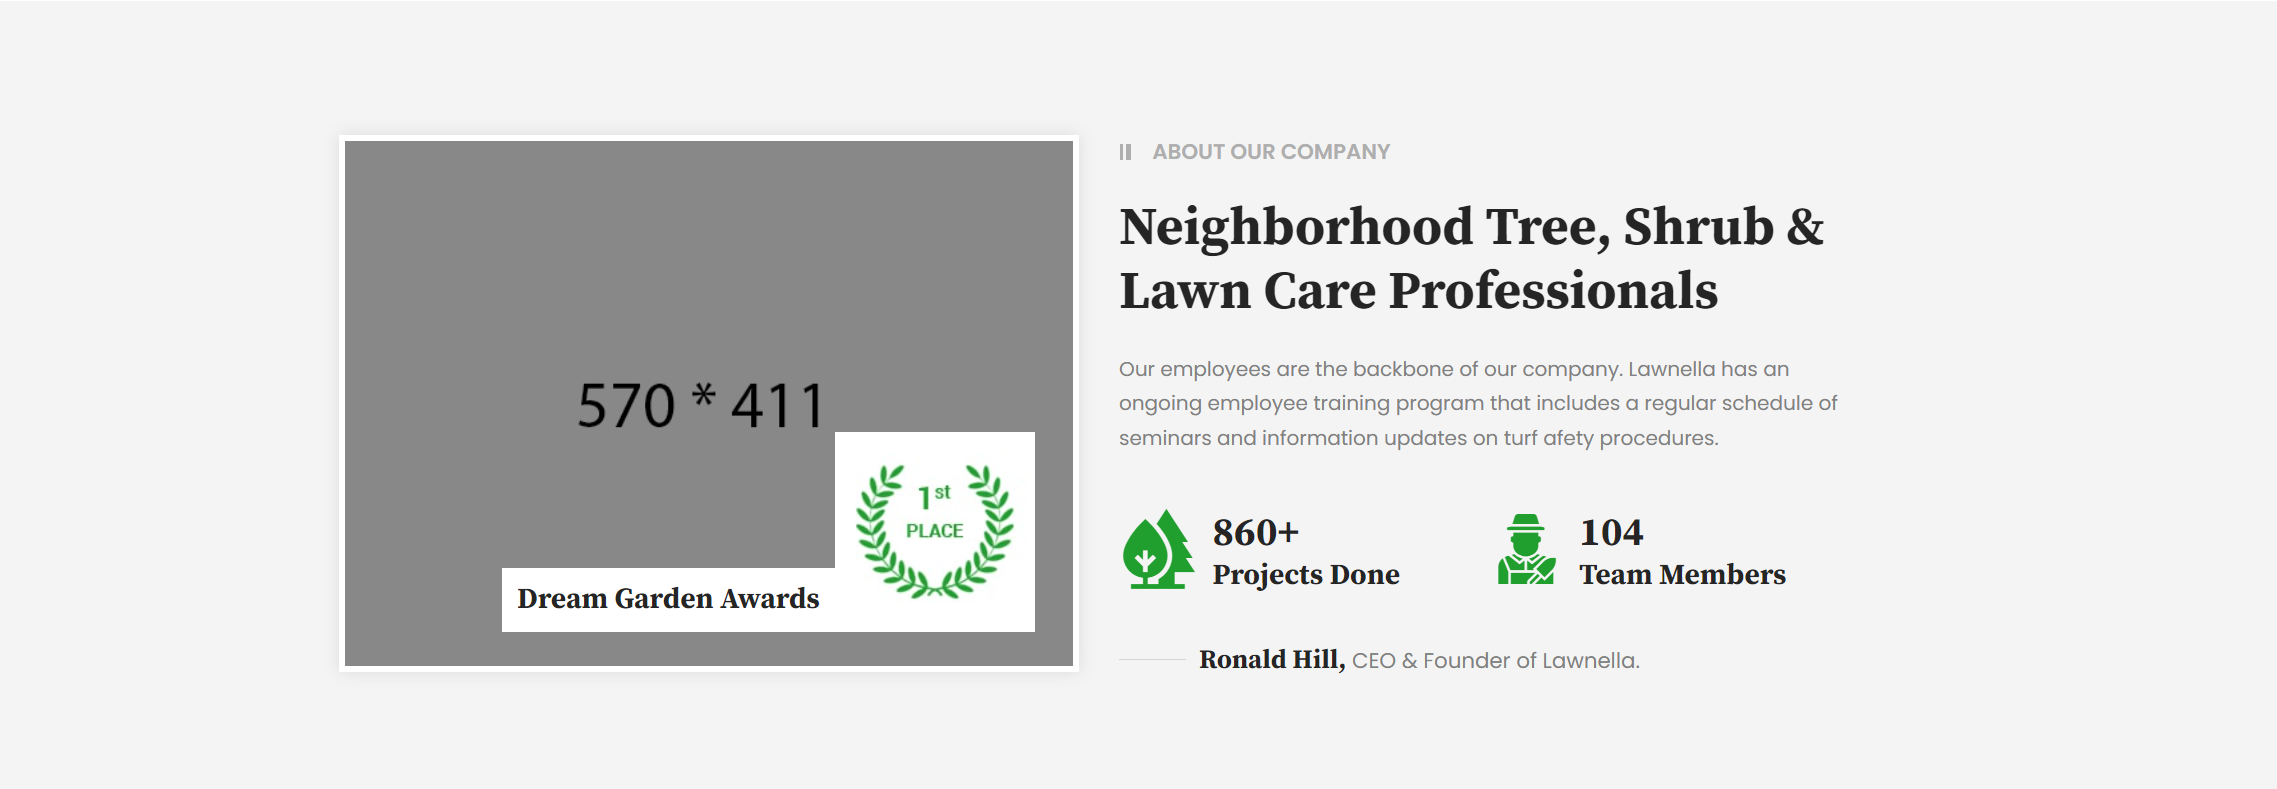 570 * 411
1st
PLACE
Dream Garden Awards
ABOUT OUR COMPANY
Neighborhood Tree, Shrub &
Lawn Care Professionals
Our employees are the backbone of our company. Lawnella has an
ongoing employee training program that includes a regular schedule of
seminars and information updates on turf afety procedures.
860+
Projects Done
104
Team Members
Ronald Hill, CEO & Founder of Lawnella.